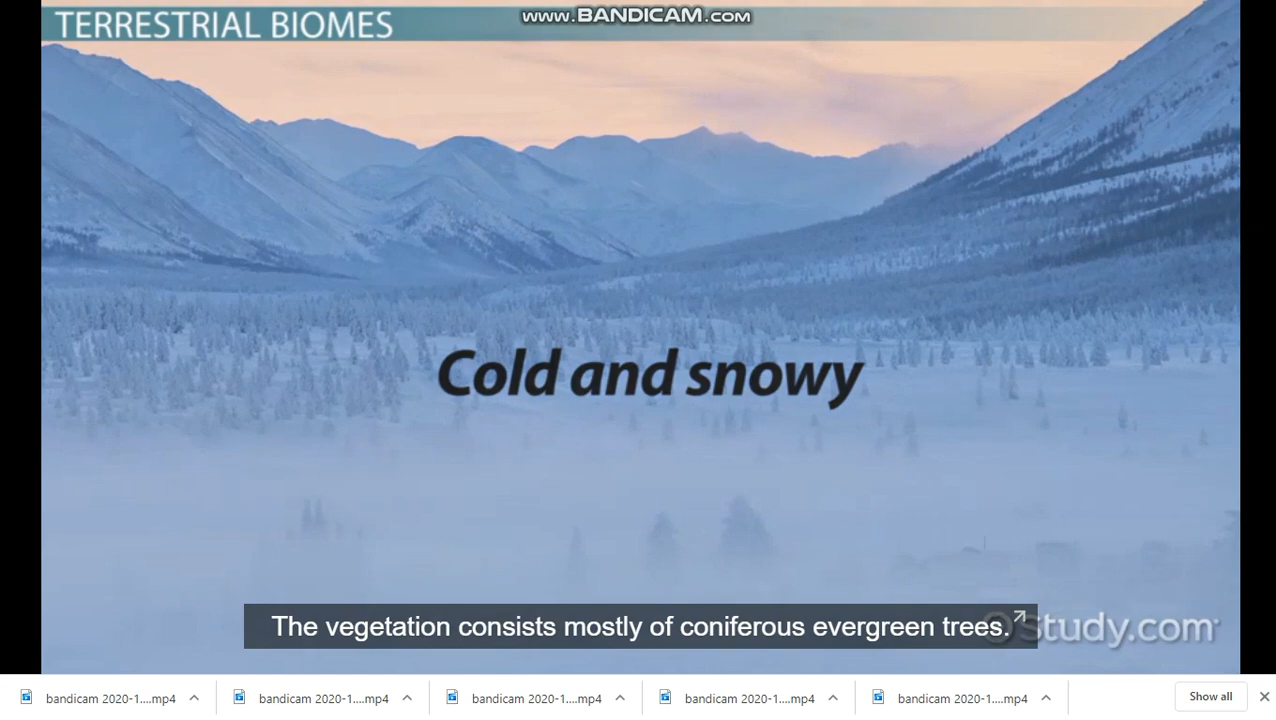 www.BANDICAM.com
TERRESTRIAL BIOMES
Cold and snowy
The vegetation consists mostly of coniferous evergreen trees.
Study.com
bandicam 2020-1....mp4
bandicam 2020-1....mp4
bandicam 2020-1....mp4
bandicam 2020-1....mp4
bandicam 2020-1....mp4
Show all